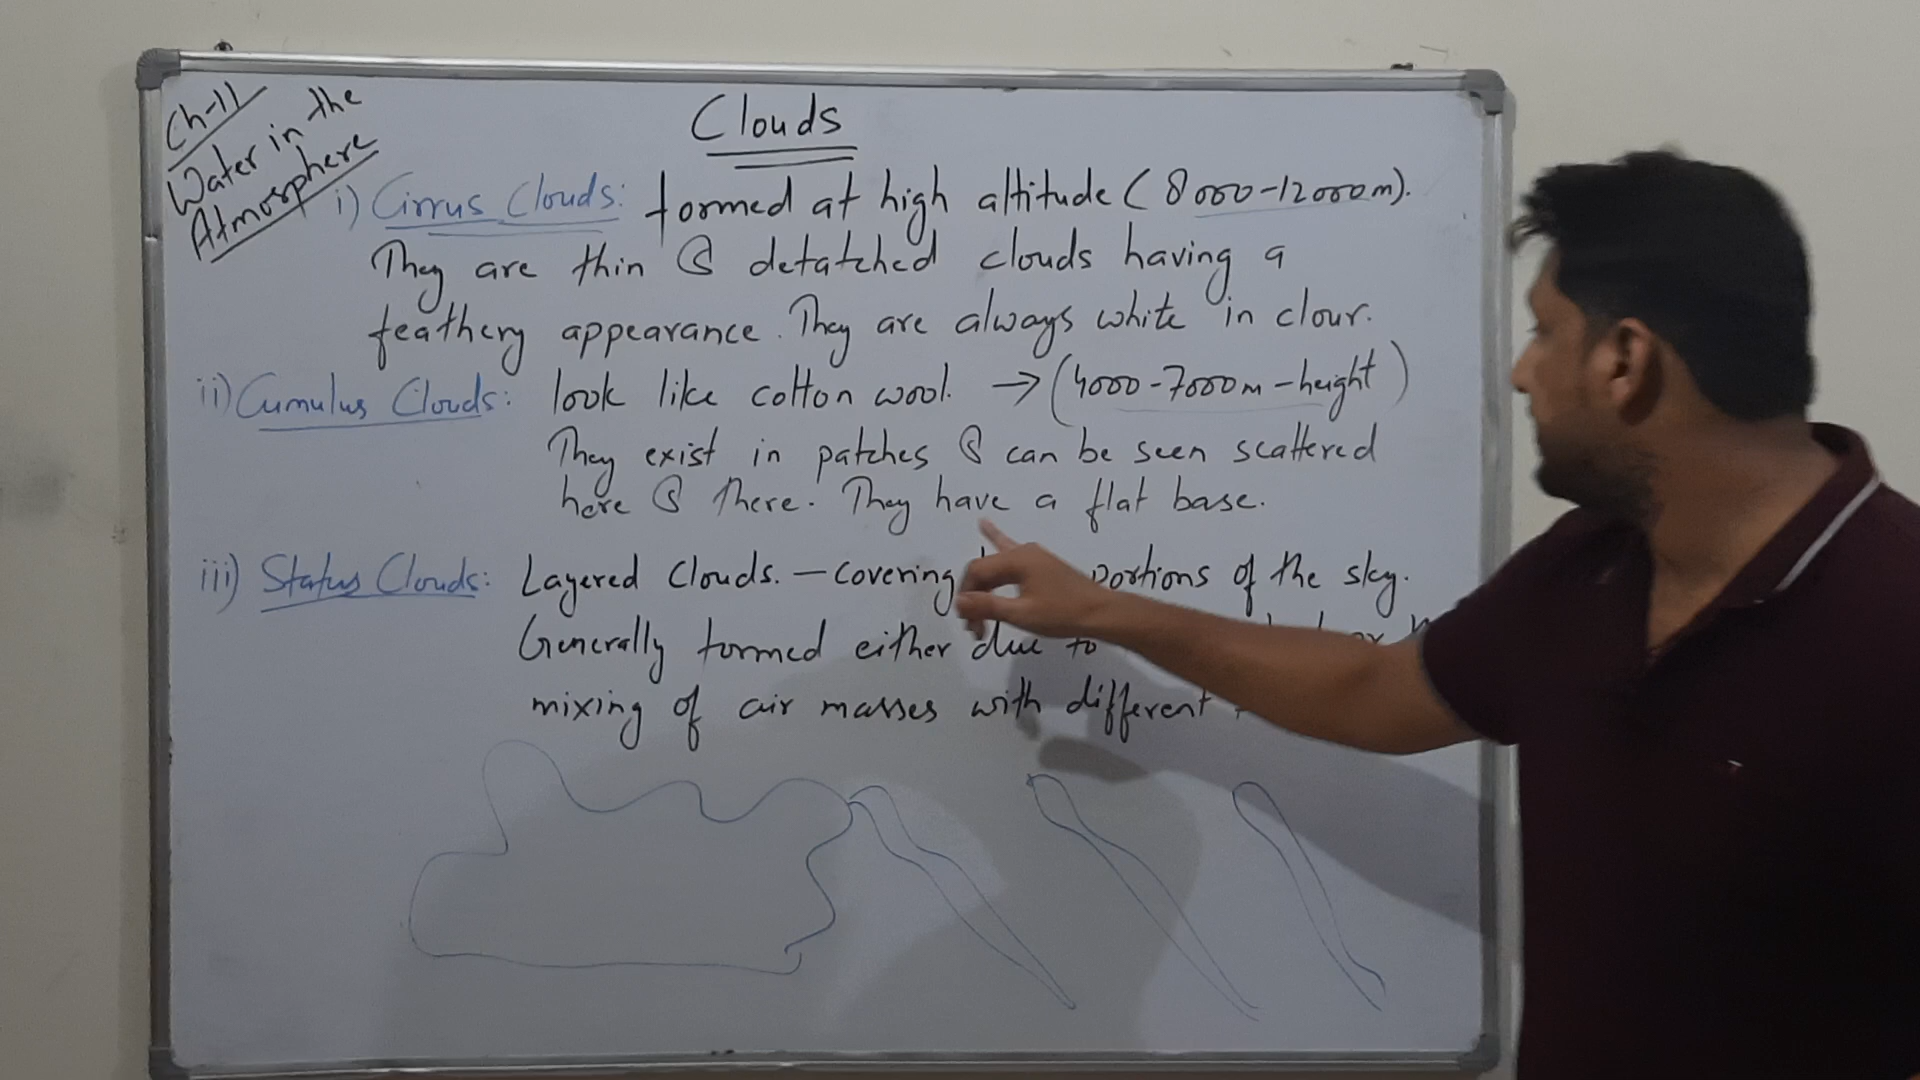 Ch-11
Water in the
Atmosphere
Clouds
i) Cirrus Clouds: formed at high altitude (8000-12000m).
They are thin & detatched clouds having a
feathery appearance. They are always white in clour.
ii) Cumulus Clouds: look like cotton wool. → (4000-7000m-height)
They exist in patches & can be seen scattered
here & there. They have a flat base.
iii) Status Clouds: Layered Clouds. - covering portions of the sky.
Generally formed either due to or
mixing of air masses with different